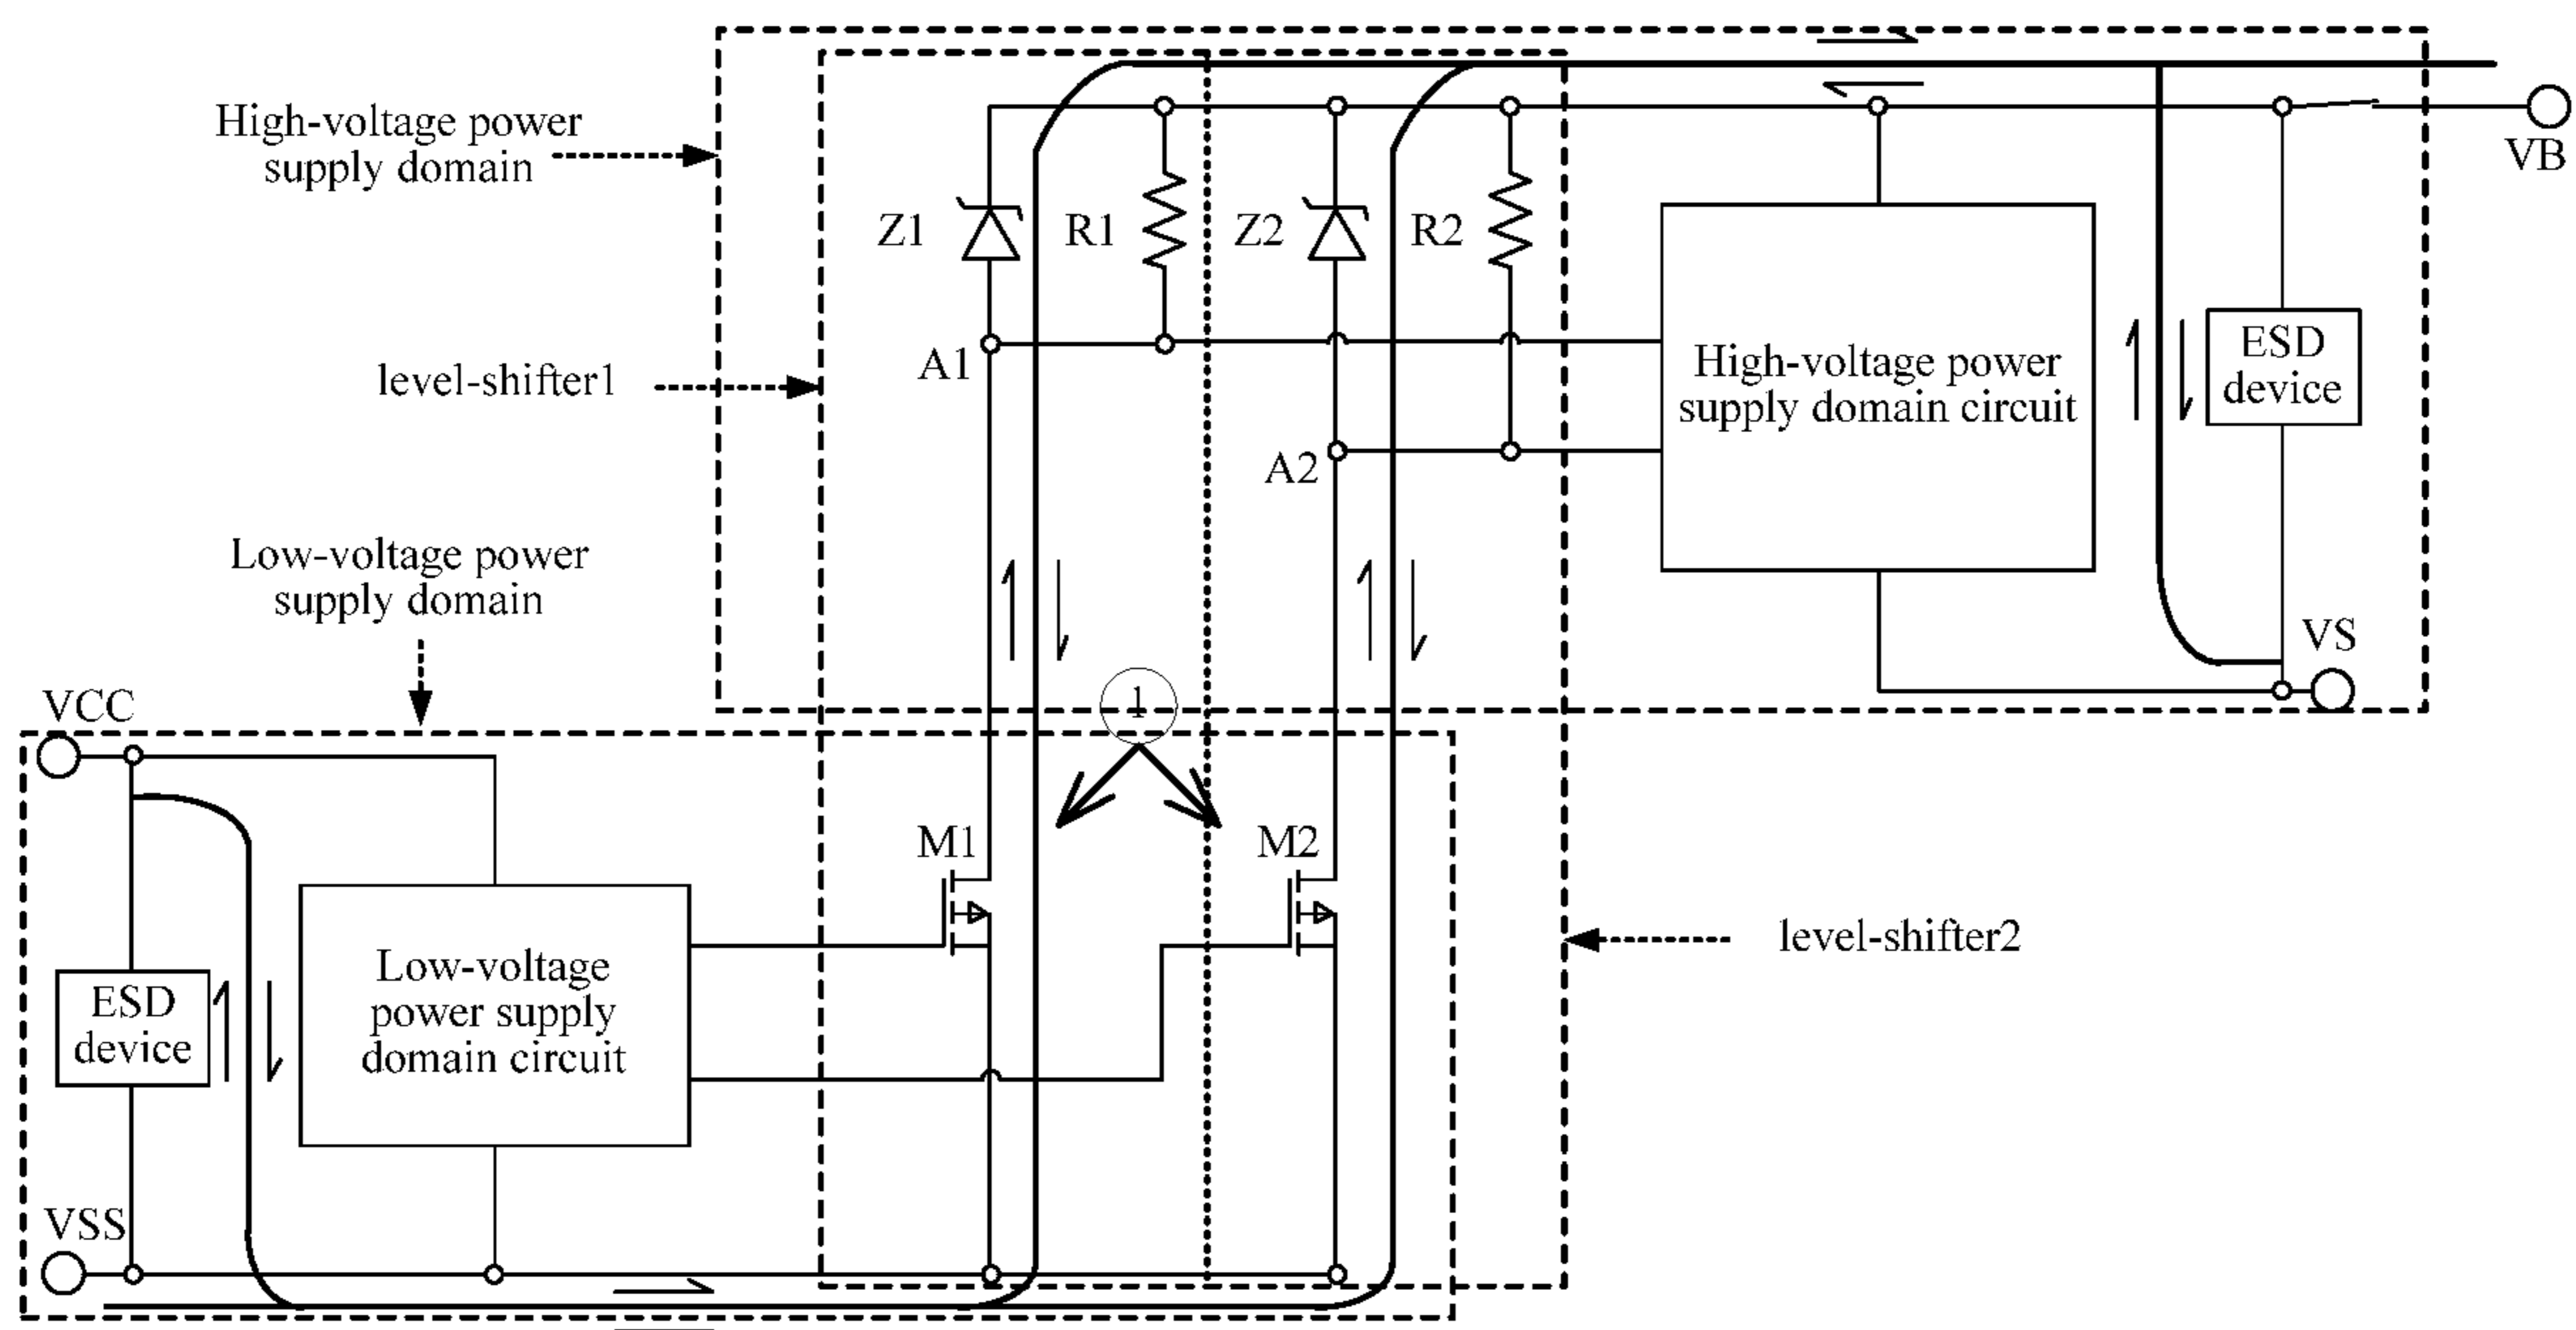 High-voltage power
supply domain
VB
Z1
R1
Z2
R2
ESD
device
level-shifter1
A1
High-voltage power
supply domain circuit
A2
Low-voltage power
supply domain
VS
VCC
1
M1
M2
level-shifter2
Low-voltage
power supply
domain circuit
ESD
device
VSS